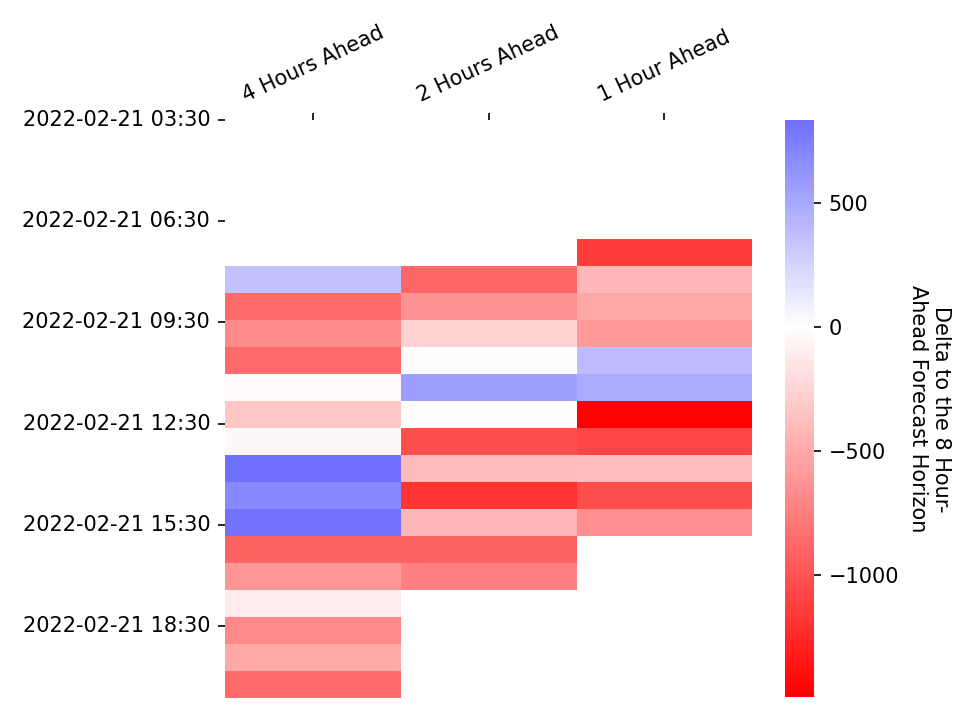 4 Hours Ahead
2 Hours Ahead
1 Hour Ahead
2022-02-21 03:30
2022-02-21 06:30
2022-02-21 09:30
2022-02-21 12:30
2022-02-21 15:30
2022-02-21 18:30
500
0
−500
−1000
Delta to the 8 Hour-
Ahead Forecast Horizon